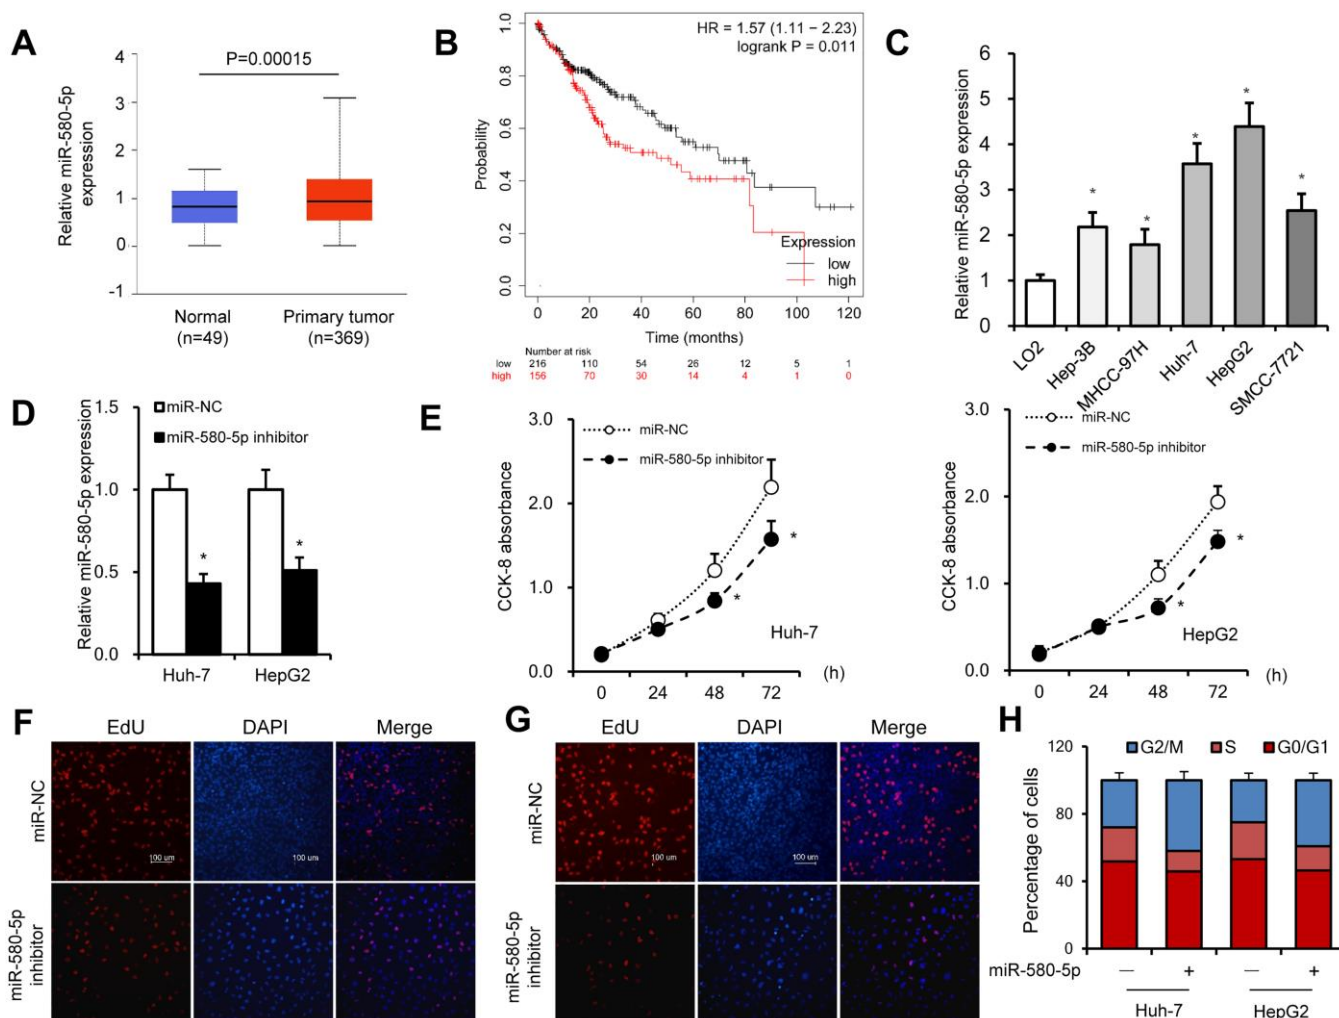 A
P=0.00015
Relative miR-580-5p
expression
4
3
2
1
0
-1
Normal
(n=49)
Primary tumor
(n=369)
B
HR = 1.57 (1.11 − 2.23)
logrank P = 0.011
Probability
1.0
0.8
0.6
0.4
0.2
0.0
Expression
low
high
0 20 40 60 80 100 120
Time (months)
Number at risk
low 216 110 54 26 12 5 1
high 156 70 30 14 4 1 0
C
Relative miR-580-5p expression
6
5
4
3
2
1
0
* * * * *
LO2 Hep-3B MHCC-97H Huh-7 HepG2 SMCC-7721
D
miR-NC
miR-580-5p inhibitor
Relative miR-580-5p expression
1.5
1.0
0.5
0.0
* *
Huh-7 HepG2
E
miR-NC
miR-580-5p inhibitor
CCK-8 absorbance
3.0
2.0
1.0
0.0
* *
Huh-7
0 24 48 72 (h)
miR-NC
miR-580-5p inhibitor
CCK-8 absorbance
3.0
2.0
1.0
0.0
* *
HepG2
0 24 48 72 (h)
F
EdU DAPI Merge
miR-NC
100 um 100 um
miR-580-5p
inhibitor
G
EdU DAPI Merge
miR-NC
100 um 100 um
miR-580-5p
inhibitor
H
G2/M S G0/G1
Percentage of cells
120
80
40
0
miR-580-5p — + — +
Huh-7 HepG2